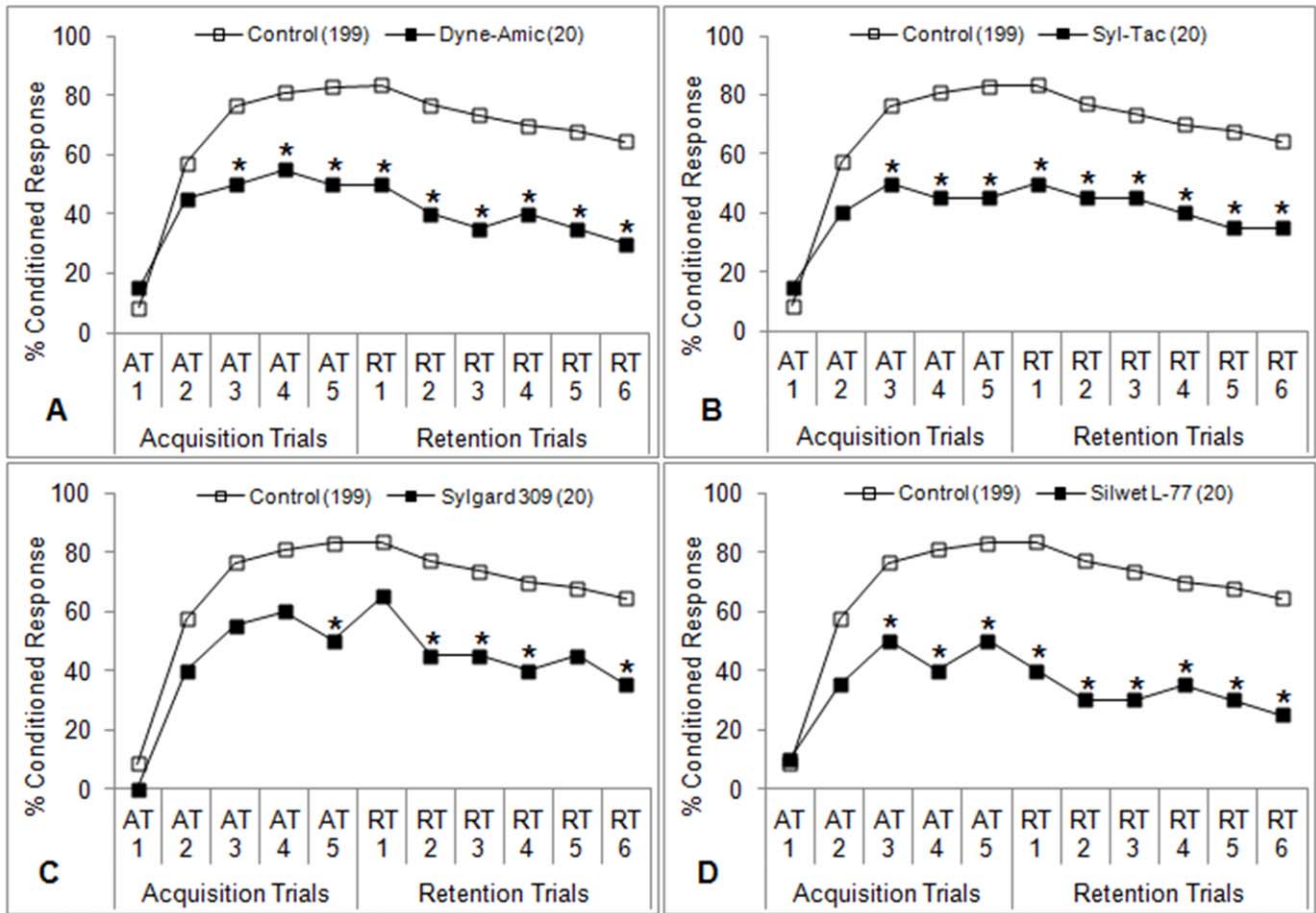 Control (199) Dyne-Amic (20)
% Conditioned Response
100
80
60
40
20
0
* * * * * * * * *
AT AT AT AT AT RT RT RT RT RT RT
1 2 3 4 5 1 2 3 4 5 6
Acquisition Trials Retention Trials
A
Control (199) Syl-Tac (20)
% Conditioned Response
100
80
60
40
20
0
* * * * * * * * *
AT AT AT AT AT RT RT RT RT RT RT
1 2 3 4 5 1 2 3 4 5 6
Acquisition Trials Retention Trials
B
Control (199) Sylgard 309 (20)
% Conditioned Response
100
80
60
40
20
0
* * * * *
AT AT AT AT AT RT RT RT RT RT RT
1 2 3 4 5 1 2 3 4 5 6
Acquisition Trials Retention Trials
C
Control (199) Silwet L-77 (20)
% Conditioned Response
100
80
60
40
20
0
* * * * * * * * *
AT AT AT AT AT RT RT RT RT RT RT
1 2 3 4 5 1 2 3 4 5 6
Acquisition Trials Retention Trials
D